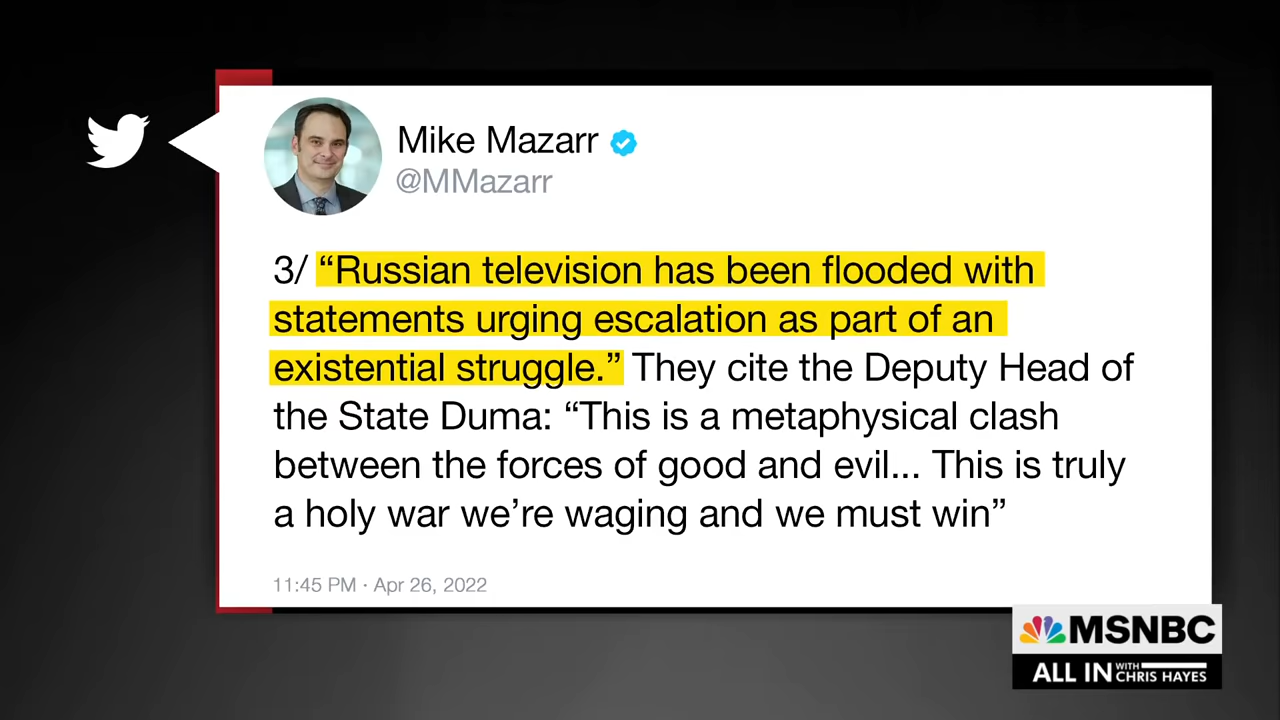 Mike Mazarr
@MMazarr
3/ “Russian television has been flooded with
statements urging escalation as part of an
existential struggle.” They cite the Deputy Head of
the State Duma: “This is a metaphysical clash
between the forces of good and evil... This is truly
a holy war we’re waging and we must win”
11:45 PM · Apr 26, 2022
MSNBC
ALL IN WITH CHRIS HAYES